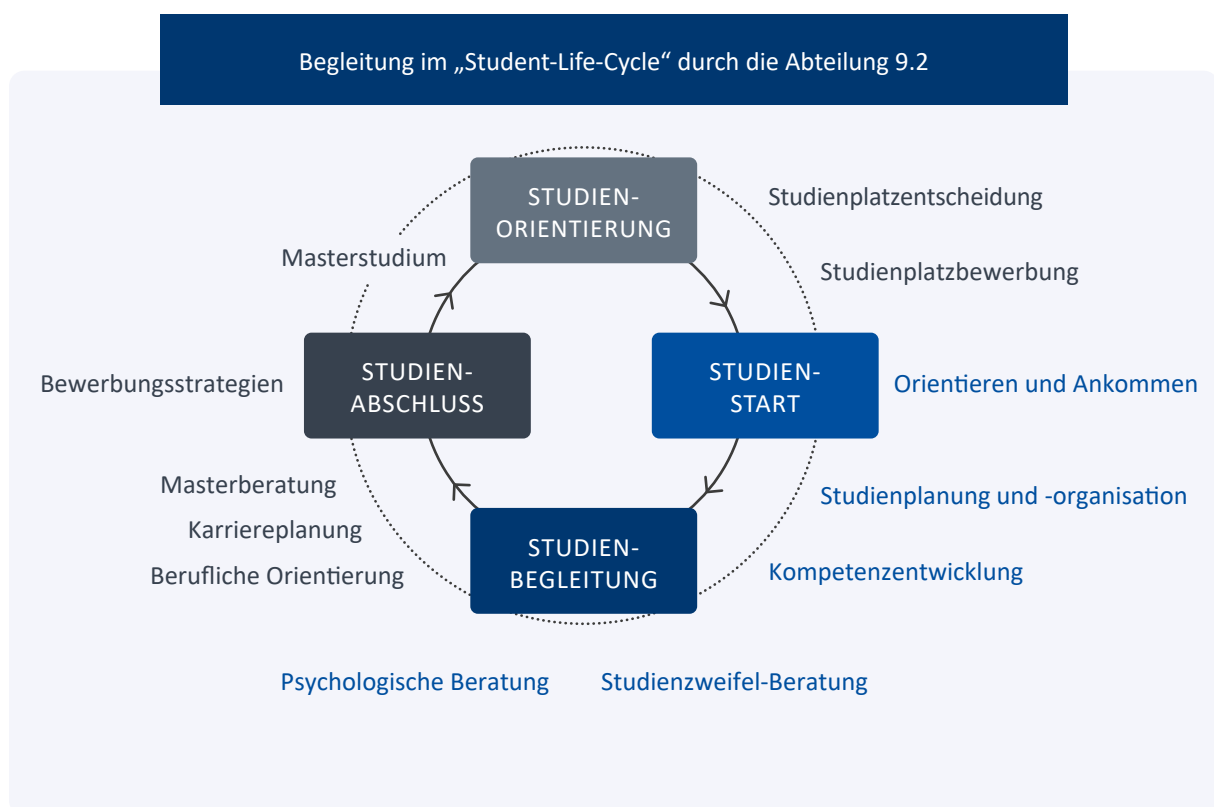 Begleitung im „Student-Life-Cycle“ durch die Abteilung 9.2
STUDIEN-
ORIENTIERUNG
Studienplatzentscheidung
Masterstudium
Studienplatzbewerbung
Bewerbungsstrategien
STUDIEN-
ABSCHLUSS
STUDIEN-
START
Orientieren und Ankommen
Masterberatung
Studienplanung und -organisation
Karriereplanung
STUDIEN-
BEGLEITUNG
Berufliche Orientierung
Kompetenzentwicklung
Psychologische Beratung
Studienzweifel-Beratung